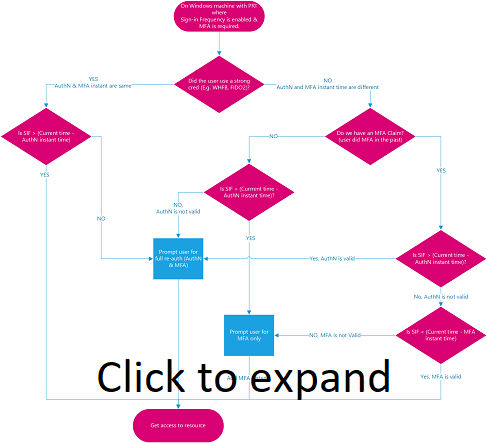 On Windows machine with PRT
where
Sign-in Frequency is enabled &
MFA is required.
YES
AuthN & MFA instant are same
Did the user use a strong
cred (E.g. WHFB, FIDO2)?
NO
AuthN and MFA instant time are different
Is SIF > (Current time -
AuthN instant time)
Do we have an MFA Claim?
(user did MFA in the past)
NO
YES
YES
Is SIF > (Current time -
AuthN instant time)?
NO
NO,
AuthN is not valid
YES
Prompt user for
full re-auth (AuthN
& MFA)
Yes, AuthN is valid
Is SIF > (Current time -
AuthN instant time)?
No, AuthN is not valid
Prompt user for
MFA only
NO, MFA is not Valid
Is SIF < (Current time - MFA
instant time)
Click to expand
Yes, MFA is valid
Get access to resource